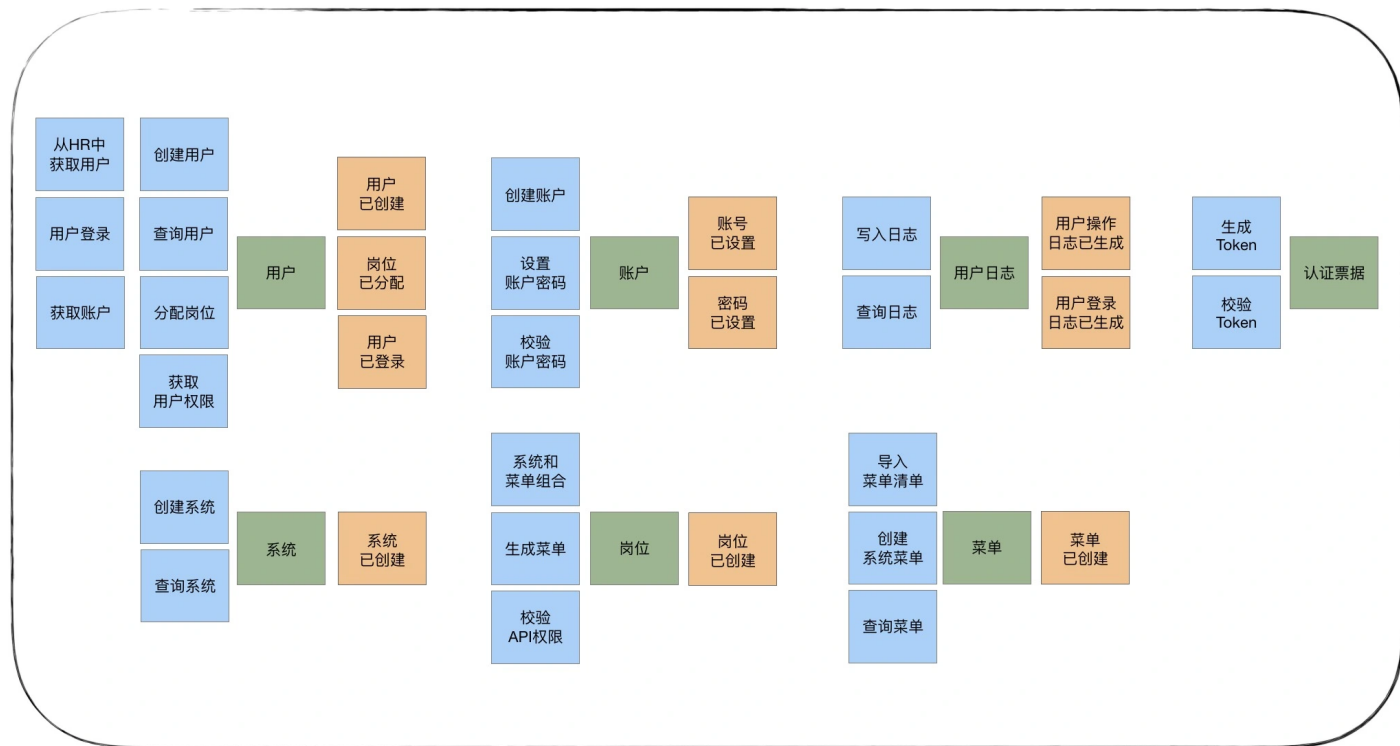 从HR中
获取用户
用户登录
获取账户
创建用户
查询用户
分配岗位
获取
用户权限
用户
用户
已创建
岗位
已分配
用户
已登录
创建账户
设置
账户密码
校验
账户密码
账户
账号
已设置
密码
已设置
写入日志
查询日志
用户日志
用户操作
日志已生成
用户登录
日志已生成
生成
Token
校验
Token
认证票据
创建系统
查询系统
系统
系统
已创建
系统和
菜单组合
生成菜单
校验
API权限
岗位
岗位
已创建
导入
菜单清单
创建
系统菜单
查询菜单
菜单
菜单
已创建